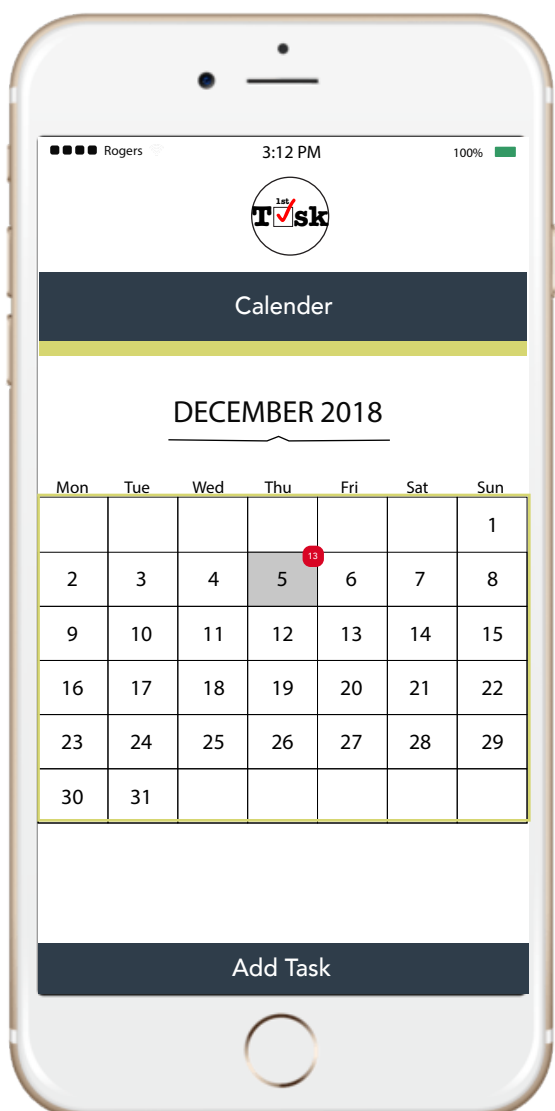 Rogers 3:12 PM 100%
1st
Task
Calender
DECEMBER 2018
Mon Tue Wed Thu Fri Sat Sun
1
13
2 3 4 5 6 7 8
9 10 11 12 13 14 15
16 17 18 19 20 21 22
23 24 25 26 27 28 29
30 31
Add Task